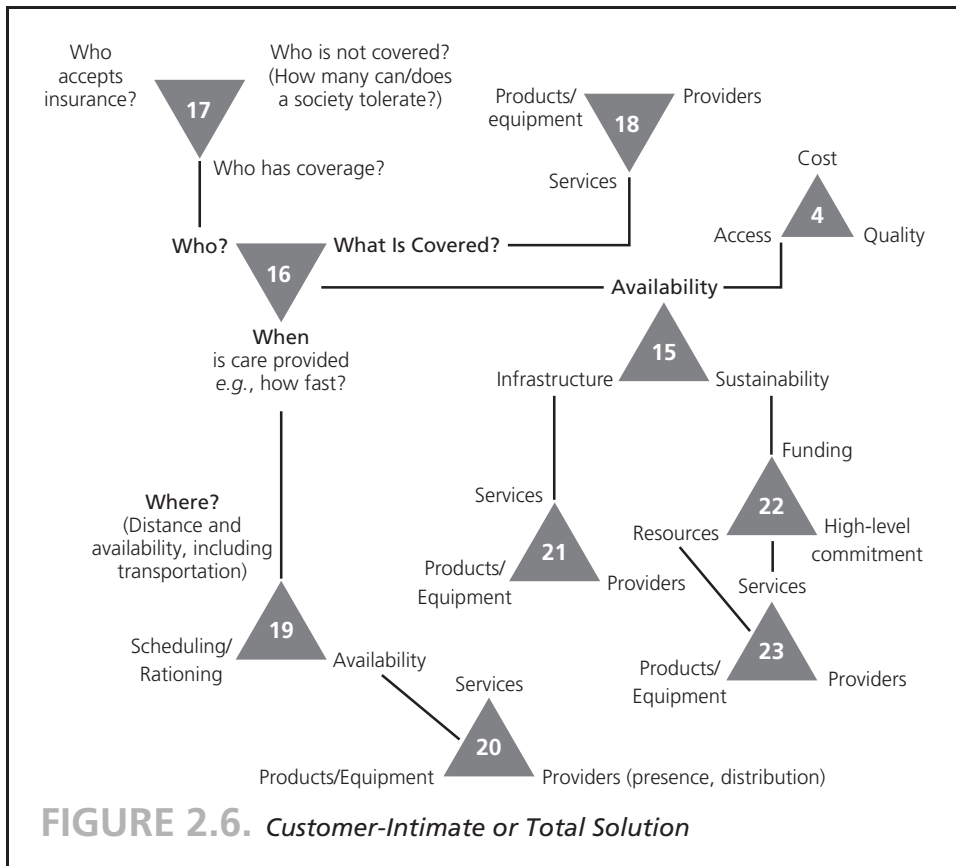 Who
accepts
insurance?
17
Who is not covered?
(How many can/does
a society tolerate?)
Who has coverage?
Products/
equipment
18
Providers
Services
Cost
4
Access
Quality
Who?
16
What Is Covered?
Availability
When
is care provided
e.g., how fast?
15
Infrastructure
Sustainability
Funding
22
Resources
High-level
commitment
Services
21
Products/
Equipment
Providers
Where?
(Distance and
availability, including
transportation)
19
Scheduling/
Rationing
Availability
Services
23
Products/
Equipment
Providers
Services
20
Products/Equipment
Providers (presence, distribution)
FIGURE 2.6. Customer-Intimate or Total Solution